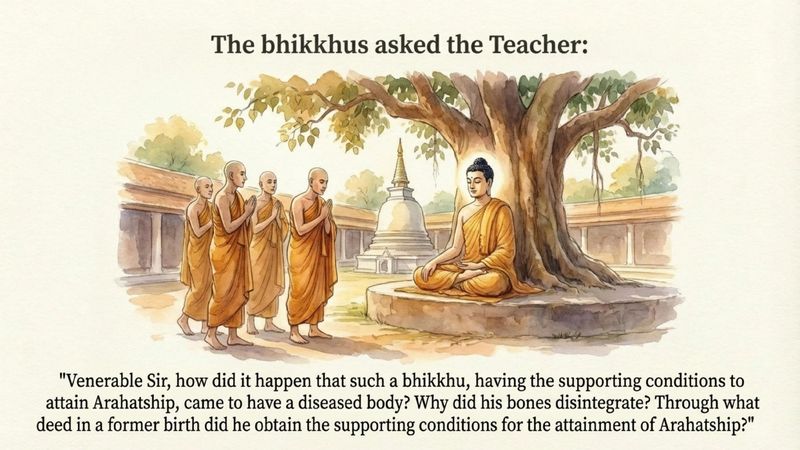 The bhikkhus asked the Teacher:
"Venerable Sir, how did it happen that such a bhikkhu, having the supporting conditions to
attain Arahatship, came to have a diseased body? Why did his bones disintegrate? Through what
deed in a former birth did he obtain the supporting conditions for the attainment of Arahatship?"